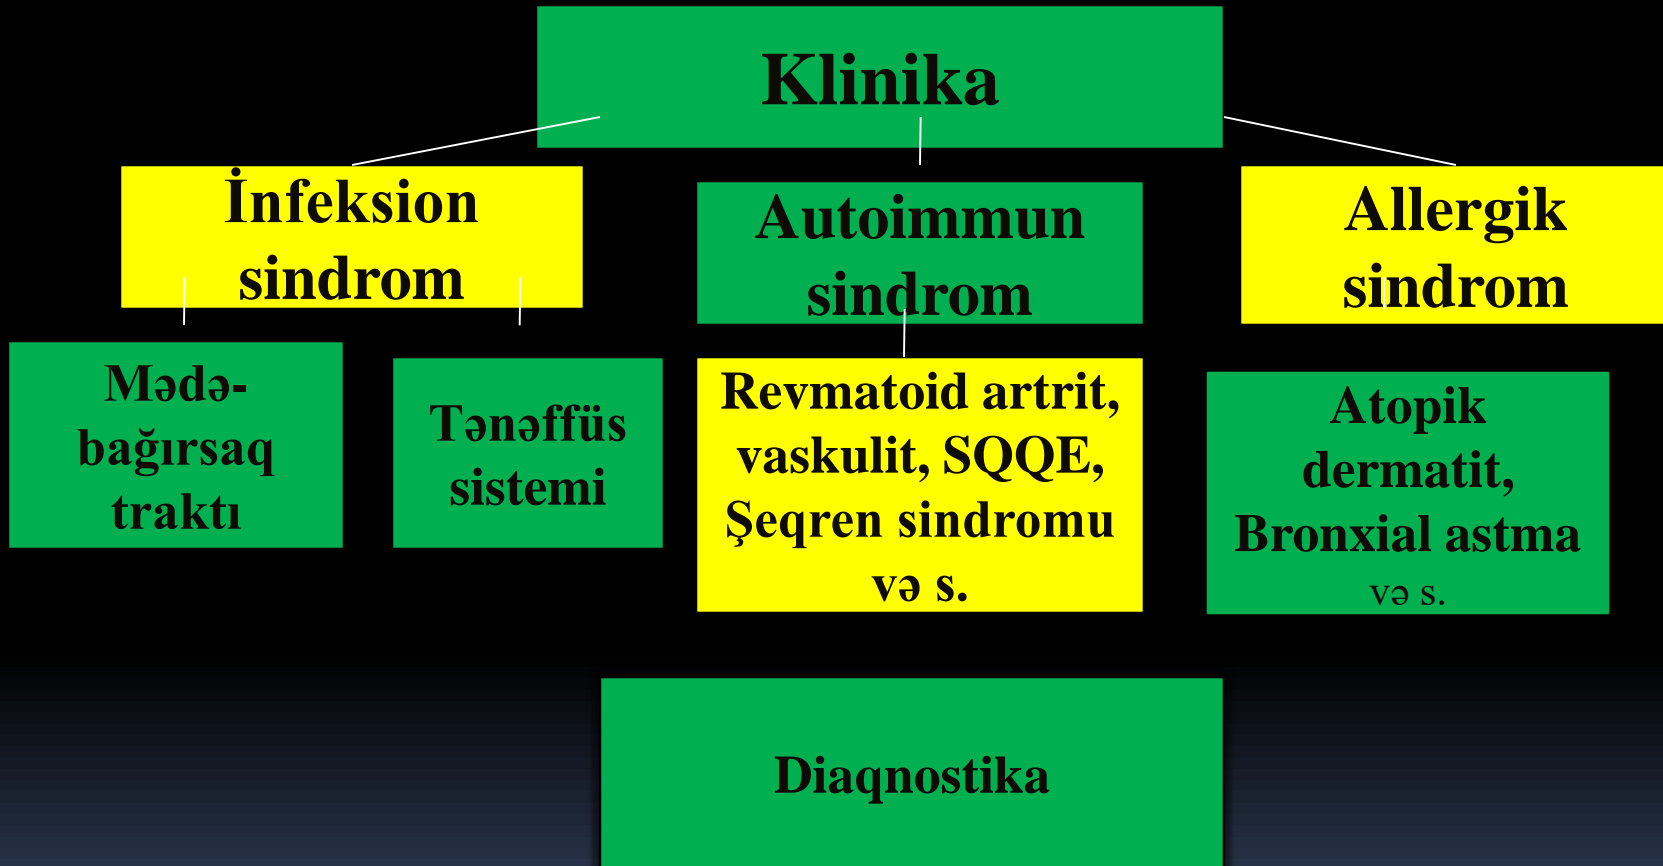 Klinika
İnfeksion
sindrom
Autoimmun
sindrom
Allergik
sindrom
Mədə-
bağırsaq
traktı
Tənəffüs
sistemi
Revmatoid artrit,
vaskulit, SQQE,
Şeqren sindromu
və s.
Atopik
dermatit,
Bronxial astma
və s.
Diaqnostika